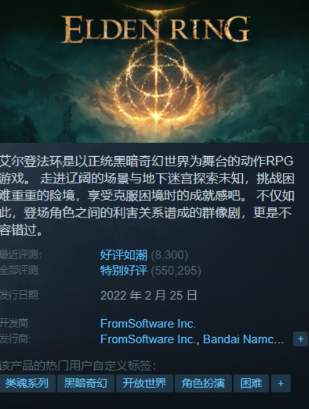 ELDEN RING
艾尔登法环是以正统黑暗奇幻世界为舞台的动作RPG
游戏。 走进辽阔的场景与地下迷宫探索未知，挑战困
难重重的险境，享受克服困境时的成就感吧。 不仅如
此，登场角色之间的利害关系谱成的群像剧，更是不
容错过。
最近评测: 好评如潮 (8,300)
全部评测: 特别好评 (550,295)
发行日期: 2022 年 2 月 25 日
开发商: FromSoftware Inc.
发行商: FromSoftware Inc., Bandai Namc... +
该产品的热门用户自定义标签：
类魂系列 黑暗奇幻 开放世界 角色扮演 困难 +